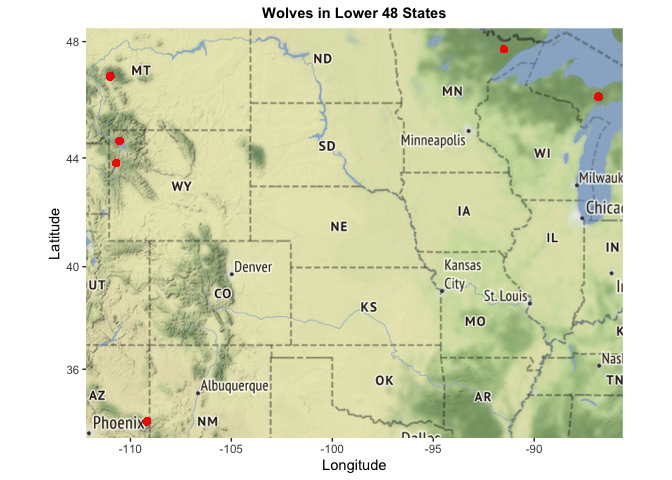 Wolves in Lower 48 States
48
44
40
36
Latitude
MT
ND
MN
Minneapolis
SD
WI
WY
Milwauk
IA
Chicag
NE
IL
IN
Denver
Kansas
City
UT
CO
St. Louis
KS
MO
K
Nash
Albuquerque
OK
TN
AZ
AR
Phoenix
NM
Dallas
-110
-105
-100
-95
-90
Longitude